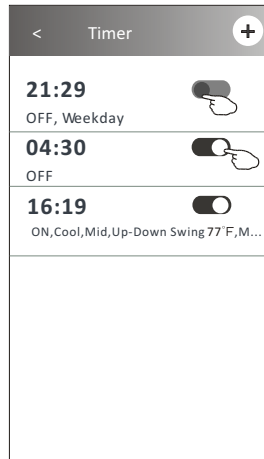 < Timer +
21:29
OFF, Weekday
04:30
OFF
16:19
ON,Cool,Mid,Up-Down Swing 77°F,M...